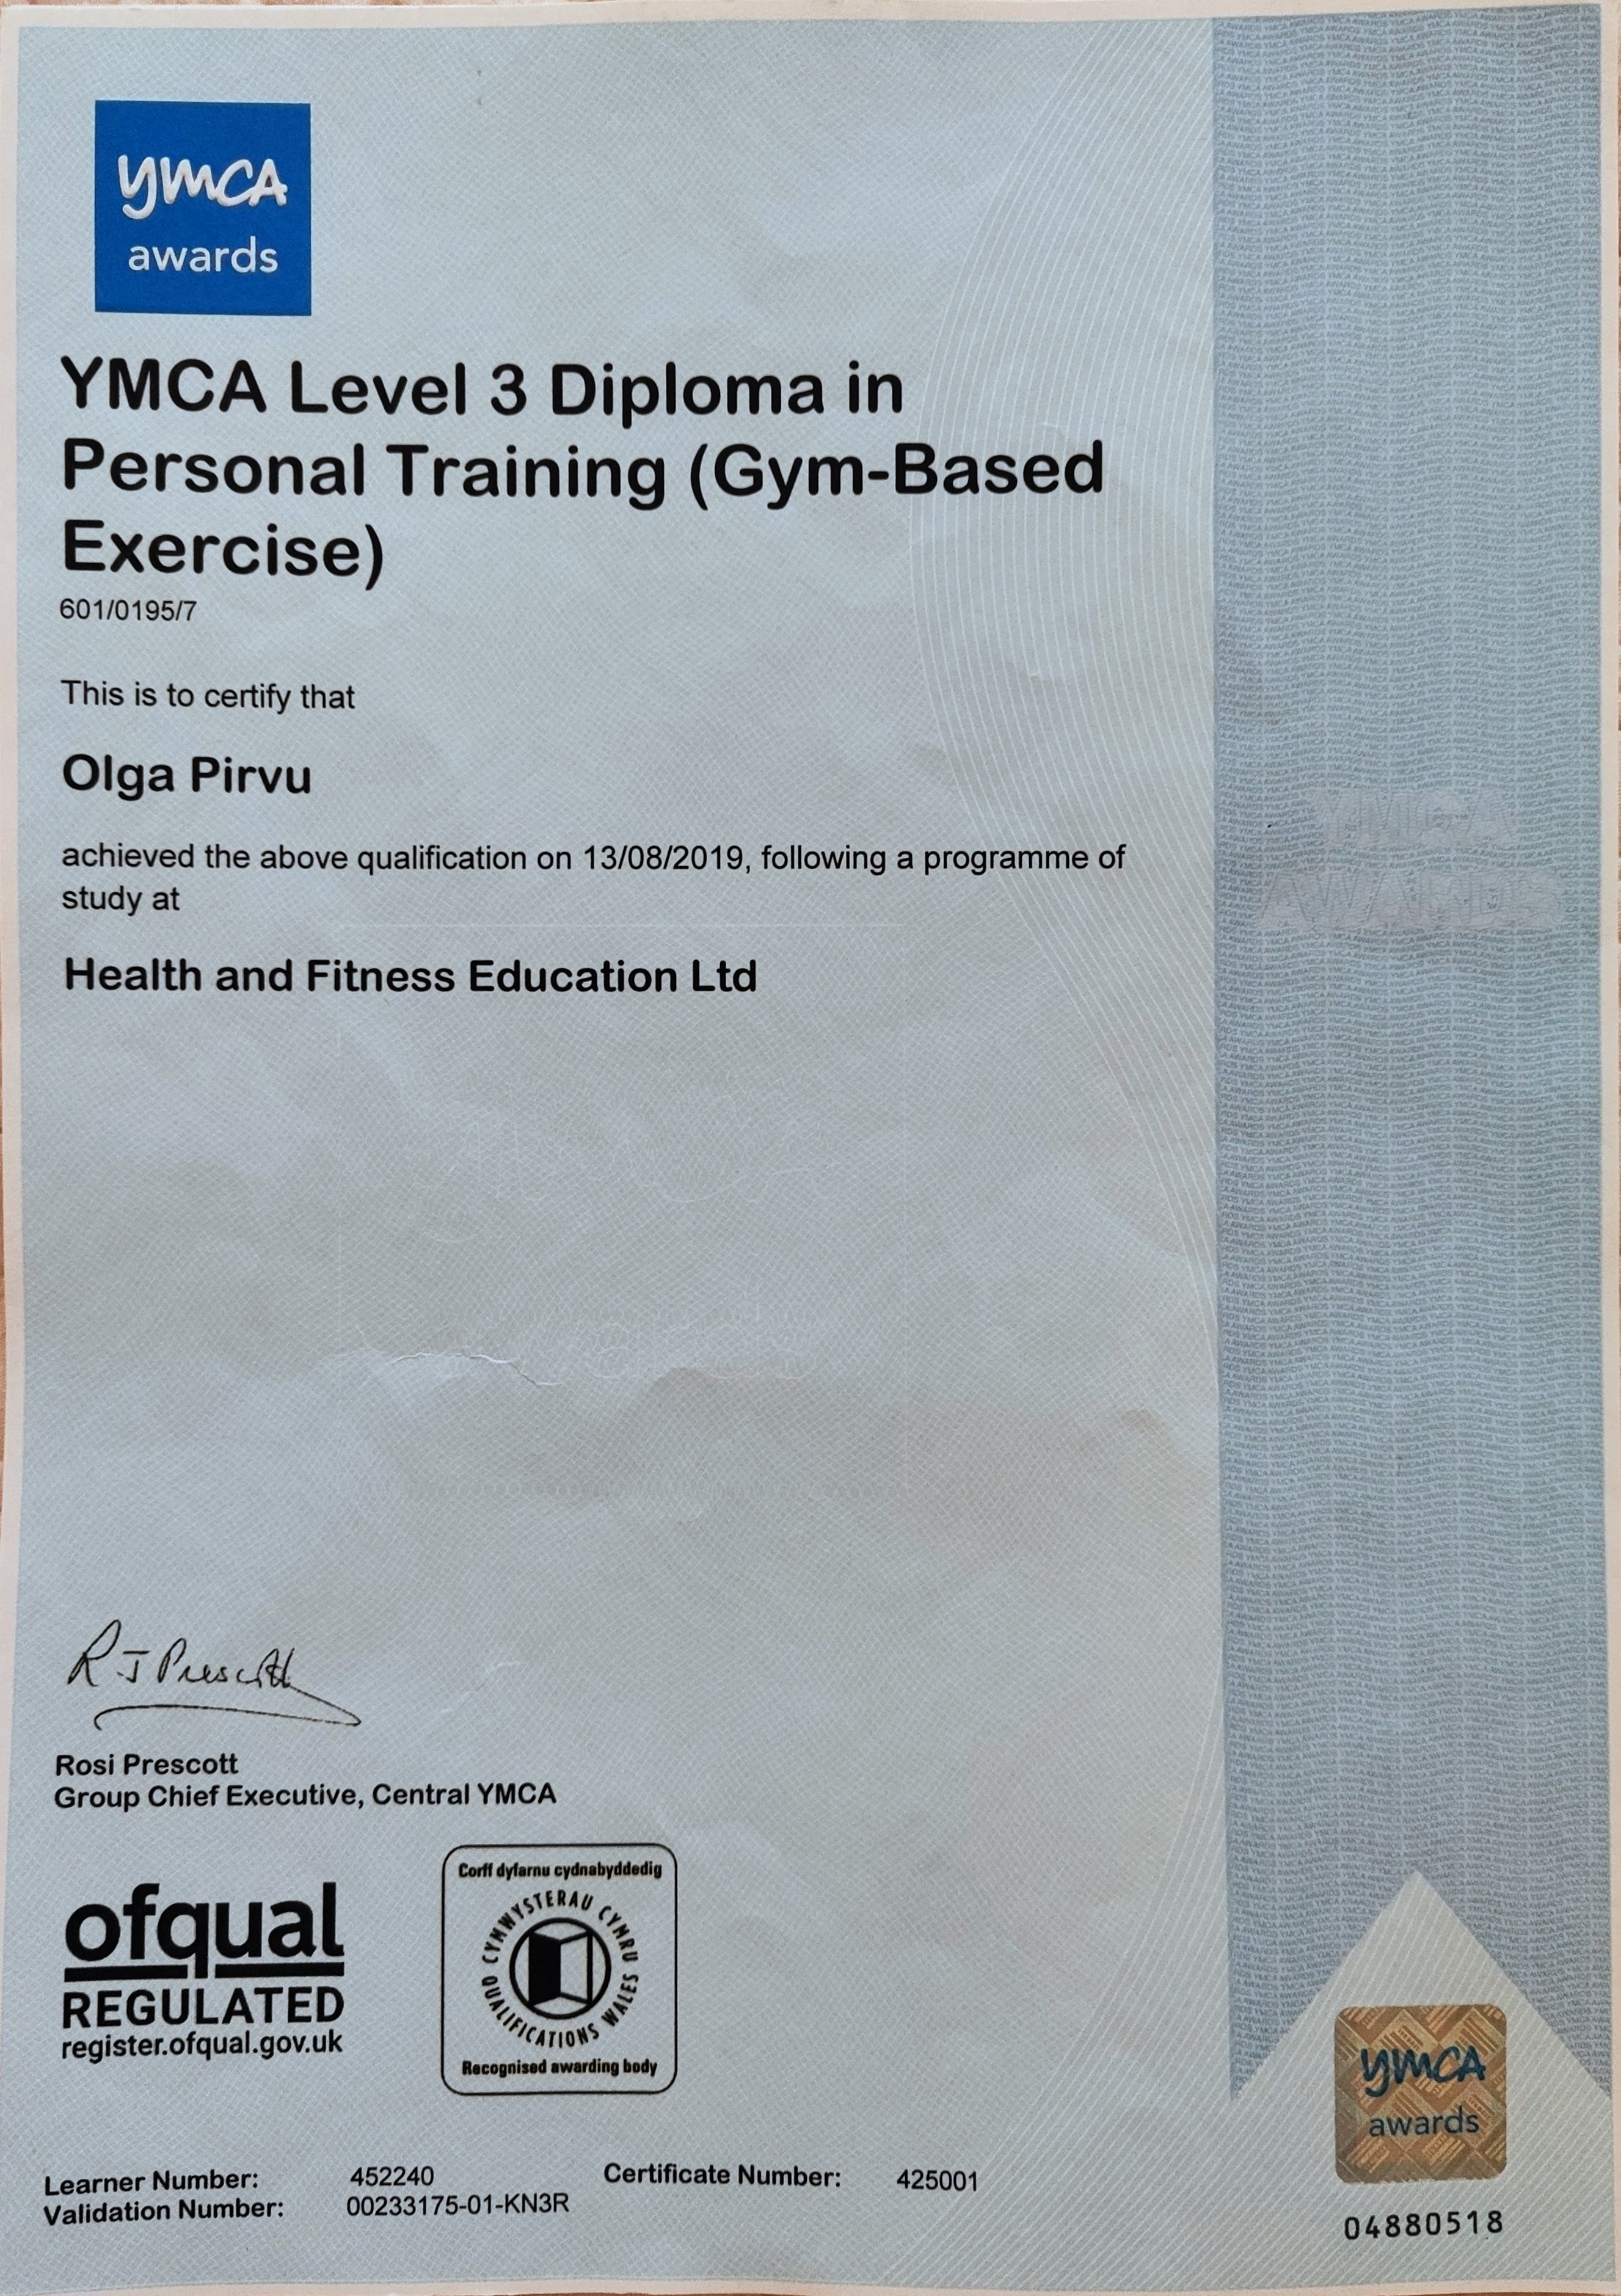 ymca
awards
YMCA Level 3 Diploma in
Personal Training (Gym-Based
Exercise)
601/0195/7
This is to certify that
Olga Pirvu
achieved the above qualification on 13/08/2019, following a programme of
study at
Health and Fitness Education Ltd
YMCA
AWARDS
R J Prescott
Rosi Prescott
Group Chief Executive, Central YMCA
ofqual
REGULATED
register.ofqual.gov.uk
Corff dyfarnu cydnabyddedig
CYMWYSTERAU CYMRU
QUALIFICATIONS WALES
Recognised awarding body
ymca
awards
Learner Number: 452240 Certificate Number: 425001
Validation Number: 00233175-01-KN3R
04880518